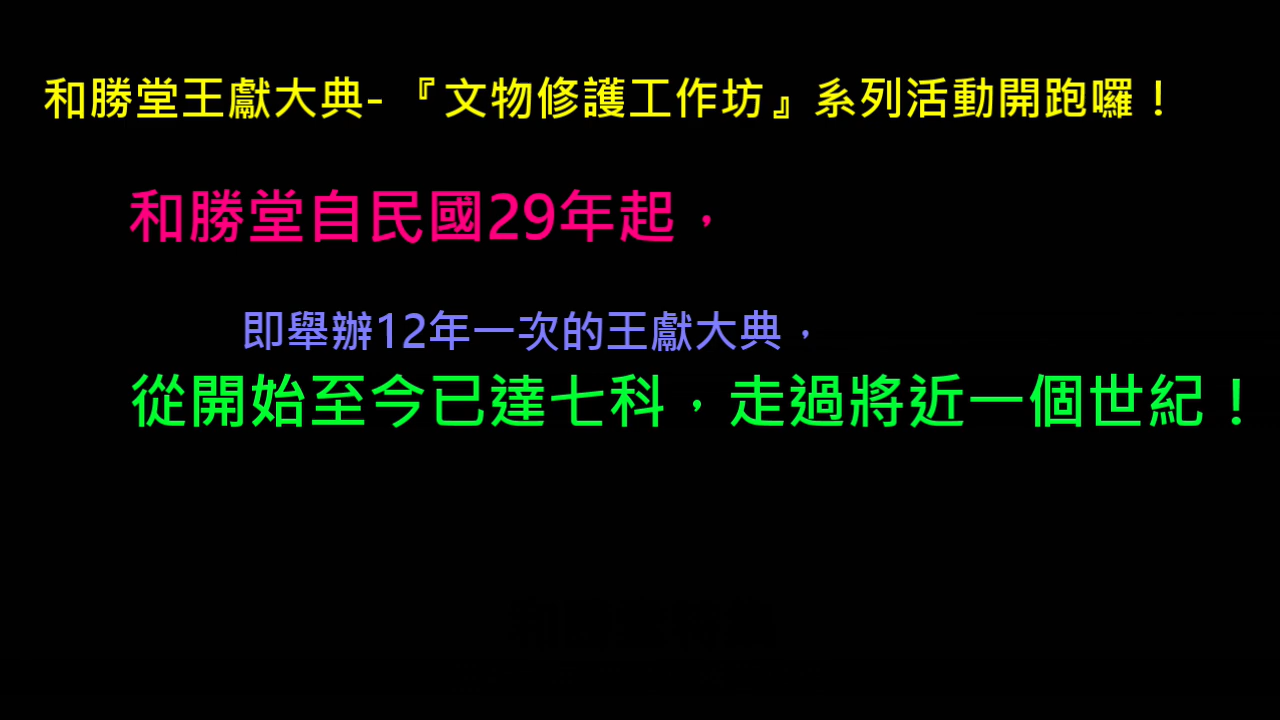 和勝堂王獻大典-『文物修護工作坊』系列活動開跑囉！
和勝堂自民國29年起，
即舉辦12年一次的王獻大典，
從開始至今已達七科，走過將近一個世紀！